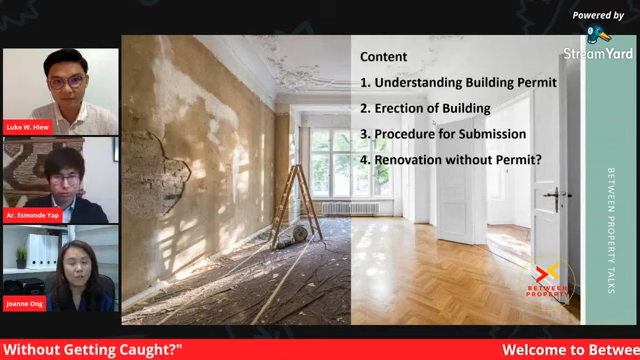 Powered by
StreamYard
Content
1. Understanding Building Permit
2. Erection of Building
3. Procedure for Submission
4. Renovation without Permit?
Luke W. Hiew
Ar. Esmonde Yap
Joanne Ong
BETWEEN PROPERTY TALKS
BETWEEN
PROPERTY
Without Getting Caught?"
Welcome to Betwee